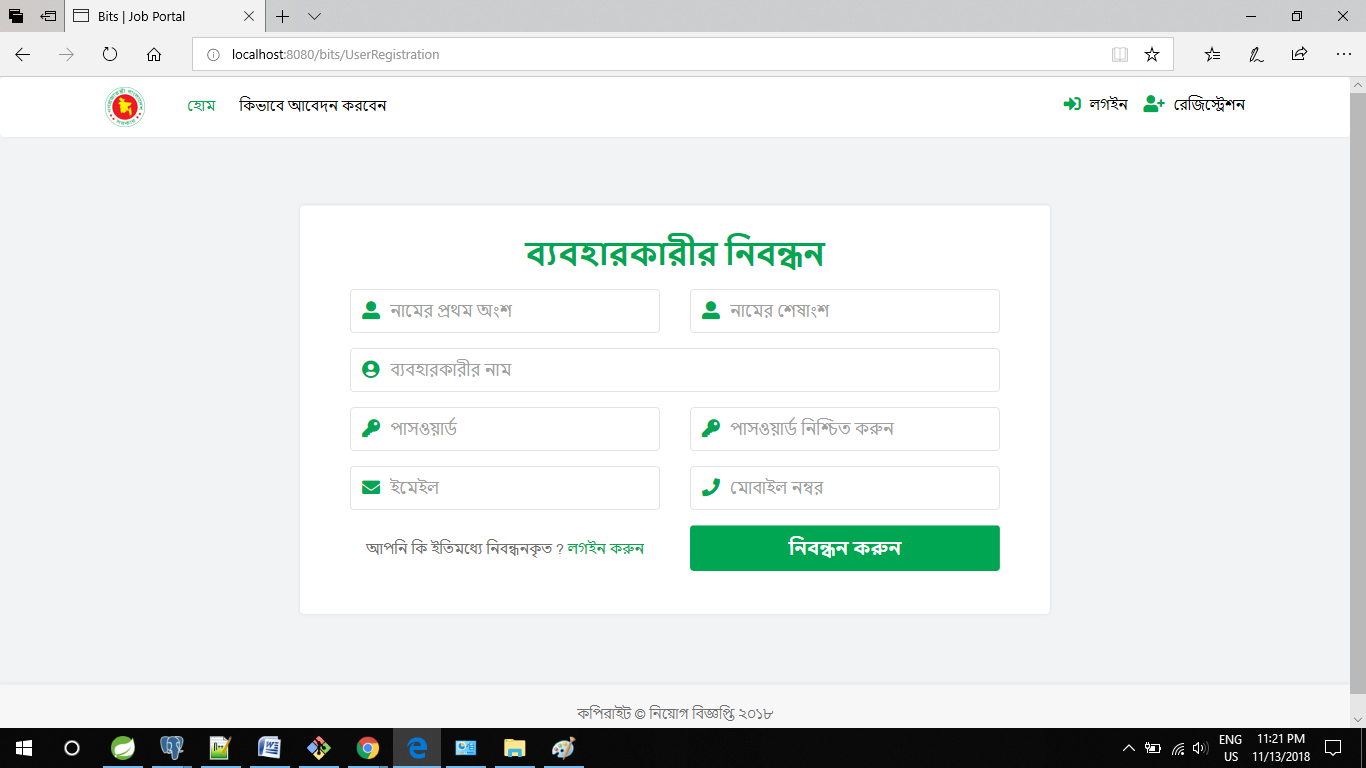 Bits | Job Portal
localhost:8080/bits/UserRegistration
হোম কিভাবে আবেদন করবেন লগইন রেজিস্ট্রেশন
ব্যবহারকারীর নিবন্ধন
নামের প্রথম অংশ নামের শেষাংশ
ব্যবহারকারীর নাম
পাসওয়ার্ড পাসওয়ার্ড নিশ্চিত করুন
ইমেইল মোবাইল নম্বর
আপনি কি ইতিমধ্যে নিবন্ধনকৃত ? লগইন করুন নিবন্ধন করুন
কপিরাইট © নিয়োগ বিজ্ঞপ্তি ২০১৮
ENG 11:21 PM
US 11/13/2018